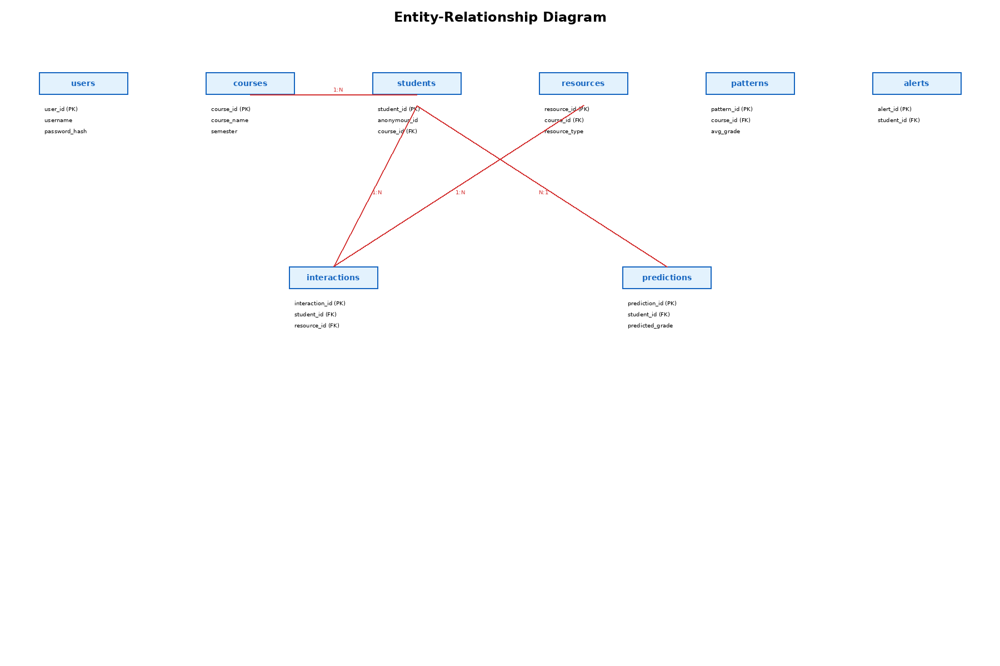 Entity-Relationship Diagram
users
courses
students
resources
patterns
alerts
1:N
user_id (PK)
username
password_hash
course_id (PK)
course_name
semester
student_id (PK)
anonymous_id
course_id (FK)
resource_id (PK)
course_id (FK)
resource_type
pattern_id (PK)
course_id (FK)
avg_grade
alert_id (PK)
student_id (FK)
1:N
1:N
N:1
interactions
predictions
interaction_id (PK)
student_id (FK)
resource_id (FK)
prediction_id (PK)
student_id (FK)
predicted_grade